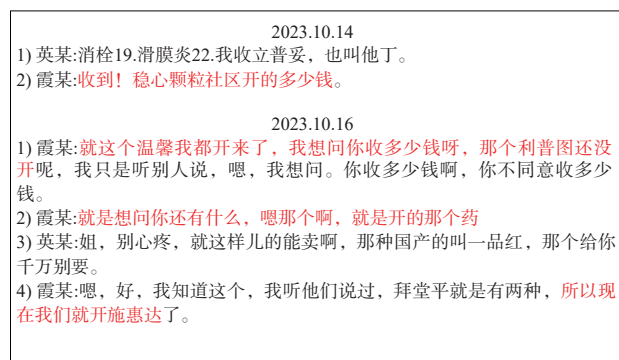 2023.10.14
1) 英某:消栓19.滑膜炎22.我收立普妥，也叫他丁。
2) 霞某:收到！稳心颗粒社区开的多少钱。
2023.10.16
1) 霞某:就这个温馨我都开来了，我想问你收多少钱呀，那个利普图还没
开呢，我只是听别人说，嗯，我想问。你收多少钱啊，你不同意收多少
钱。
2) 霞某:就是想问你还有什么，嗯那个啊，就是开的那个药
3) 英某:姐，别心疼，就这样儿的能卖啊，那种国产的叫一品红，那个给你
千万别要。
4) 霞某:嗯，好，我知道这个，我听他们说过，拜堂平就是有两种，所以现
在我们就开施惠达了。